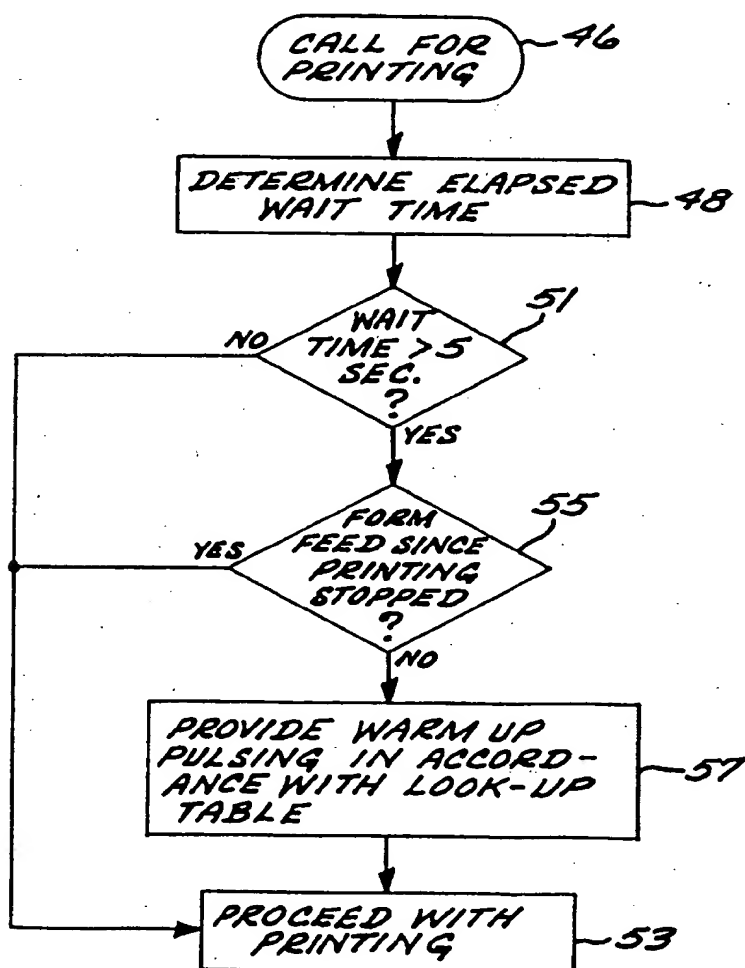 CALL FOR
PRINTING
46
DETERMINE ELAPSED
WAIT TIME
48
WAIT
TIME > 5
SEC.
?
51
NO
YES
FORM
FEED SINCE
PRINTING
STOPPED
?
55
YES
NO
PROVIDE WARM UP
PULSING IN ACCORD-
ANCE WITH LOOK-UP
TABLE
57
PROCEED WITH
PRINTING
53